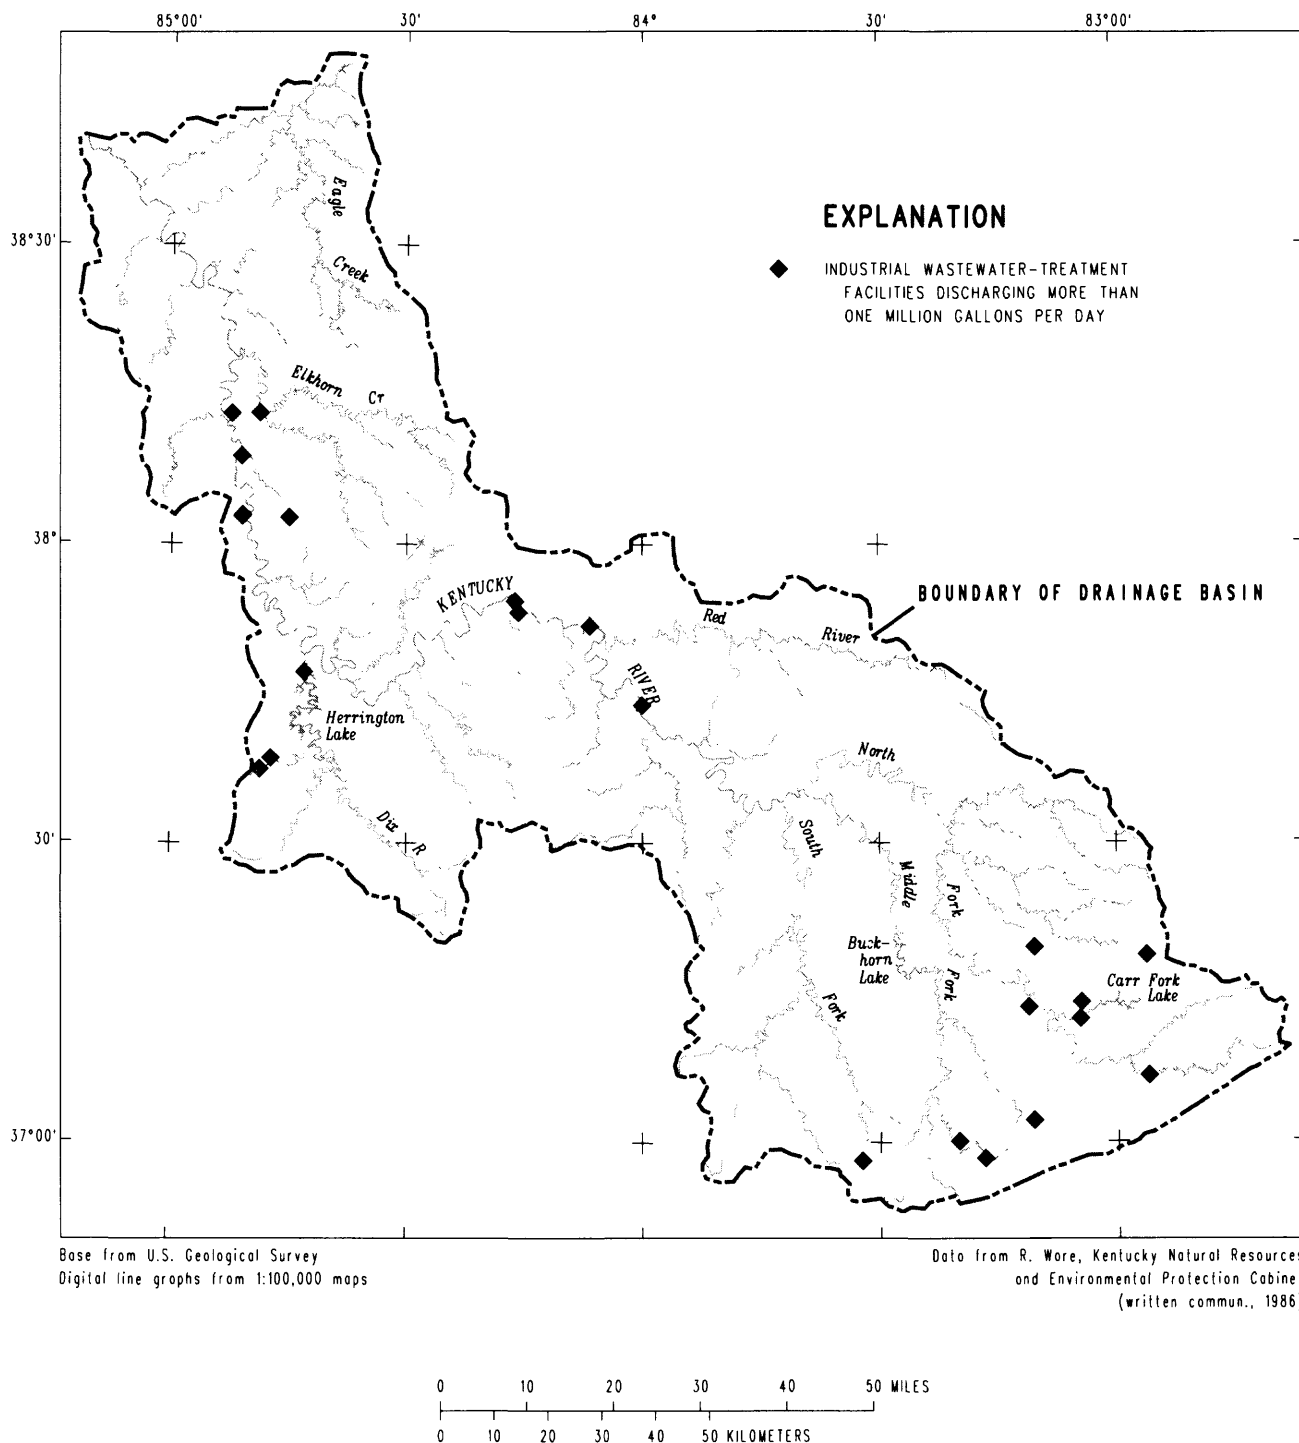 85°00' 30' 84° 30' 83°00'
Eagle
EXPLANATION
38°30'
Creek
INDUSTRIAL WASTEWATER-TREATMENT
FACILITIES DISCHARGING MORE THAN
ONE MILLION GALLONS PER DAY
Elkhorn Cr
38°
KENTUCKY
BOUNDARY OF DRAINAGE BASIN
Red
River
RIVER
Herrington
Lake
North
Dix R
30'
South
Middle
Fork
Buck-
horn
Lake
Fork
Carr Fork
Lake
Fork
37°00'
Base from U.S. Geological Survey
Digital line graphs from 1:100,000 maps
Data from R. Ware, Kentucky Natural Resources
and Environmental Protection Cabine
(written commun., 1986
0 10 20 30 40 50 MILES
0 10 20 30 40 50 KILOMETERS